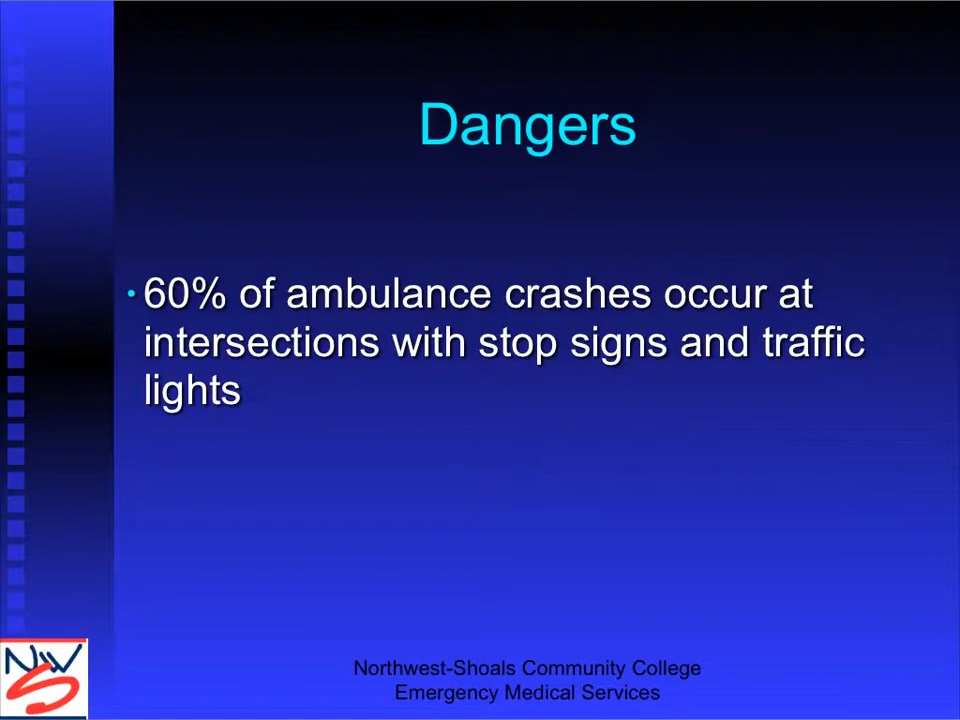 Dangers
· 60% of ambulance crashes occur at
intersections with stop signs and traffic
lights
NWS
Northwest-Shoals Community College
Emergency Medical Services